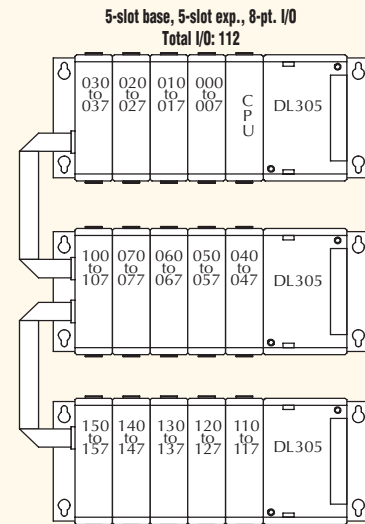 5-slot base, 5-slot exp., 8-pt. I/O
Total I/O: 112
030 to 037
020 to 027
010 to 017
000 to 007
CPU
DL305
100 to 107
070 to 077
060 to 067
050 to 057
040 to 047
DL305
150 to 157
140 to 147
130 to 137
120 to 127
110 to 117
DL305